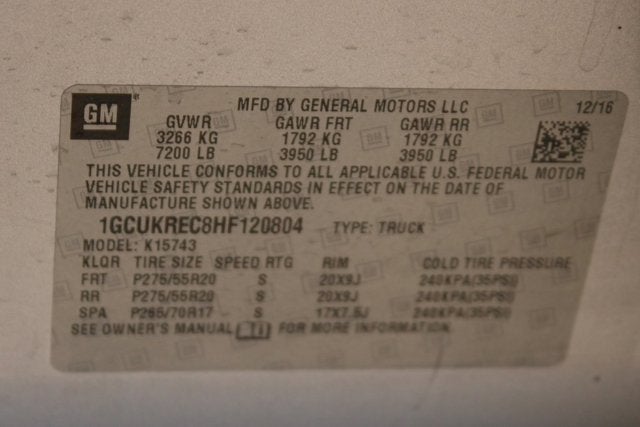 GM MFD BY GENERAL MOTORS LLC 12/16
GVWR GAWR FRT GAWR RR
3266 KG 1792 KG 1792 KG
7200 LB 3950 LB 3950 LB
THIS VEHICLE CONFORMS TO ALL APPLICABLE U.S. FEDERAL MOTOR
VEHICLE SAFETY STANDARDS IN EFFECT ON THE DATE OF
MANUFACTURE SHOWN ABOVE.
1GCUKREC8HF120804 TYPE: TRUCK
MODEL: K15743
KLQR TIRE SIZE SPEED RTG RIM COLD TIRE PRESSURE
FRT P275/55R20 S 20X9J 240KPA(35PSI)
RR P275/55R20 S 20X9J 240KPA(35PSI)
SPA P265/70R17 S 17X7.5J 240KPA(35PSI)
SEE OWNER'S MANUAL FOR MORE INFORMATION